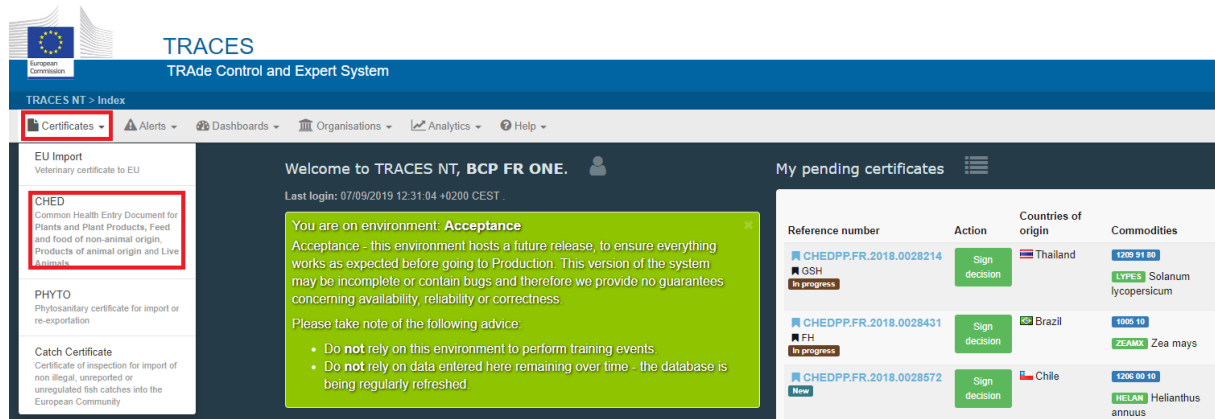 European
Commission
TRACES
TRAde Control and Expert System
TRACES NT > Index
Certificates
Alerts
Dashboards
Organisations
Analytics
Help
EU Import
Veterinary certificate to EU
CHED
Common Health Entry Document for
Plants and Plant Products, Feed
and food of non-animal origin,
Products of animal origin and Live
Animals
PHYTO
Phytosanitary certificate for import or
re-exportation
Catch Certificate
Certificate of inspection for import of
non illegal, unreported or
unregulated fish catches into the
European Community
Welcome to TRACES NT, BCP FR ONE.
Last login: 07/09/2019 12:31:04 +0200 CEST .
You are on environment: Acceptance
×
Acceptance - this environment hosts a future release, to ensure everything
works as expected before going to Production. This version of the system
may be incomplete or contain bugs and therefore we provide no guarantees
concerning availability, reliability or correctness.
Please take note of the following advice:
• Do not rely on this environment to perform training events.
• Do not rely on data entered here remaining over time - the database is
being regularly refreshed.
My pending certificates
Reference number
Action
Countries of
origin
Commodities
CHEDPP.FR.2018.0028214
GSH
In progress
Sign
decision
Thailand
1209 91 80
LYPES Solanum
lycopersicum
CHEDPP.FR.2018.0028431
FH
In progress
Sign
decision
Brazil
1005 10
ZEAMX Zea mays
CHEDPP.FR.2018.0028572
New
Sign
decision
Chile
1206 00 10
HELAN Helianthus
annuus